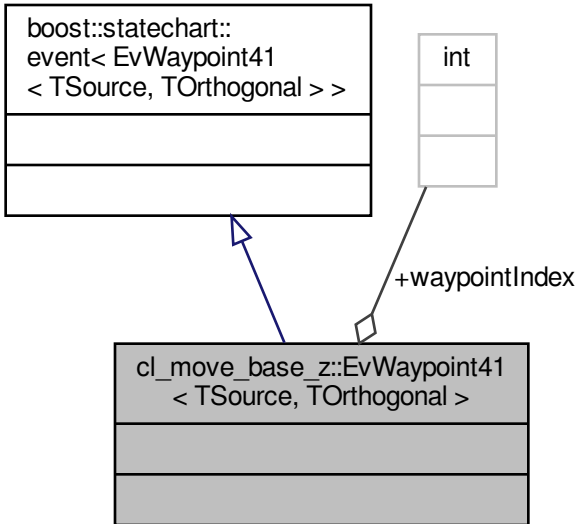 boost::statechart::
event< EvWaypoint41
< TSource, TOrthogonal > >
int
+waypointIndex
cl_move_base_z::EvWaypoint41
< TSource, TOrthogonal >